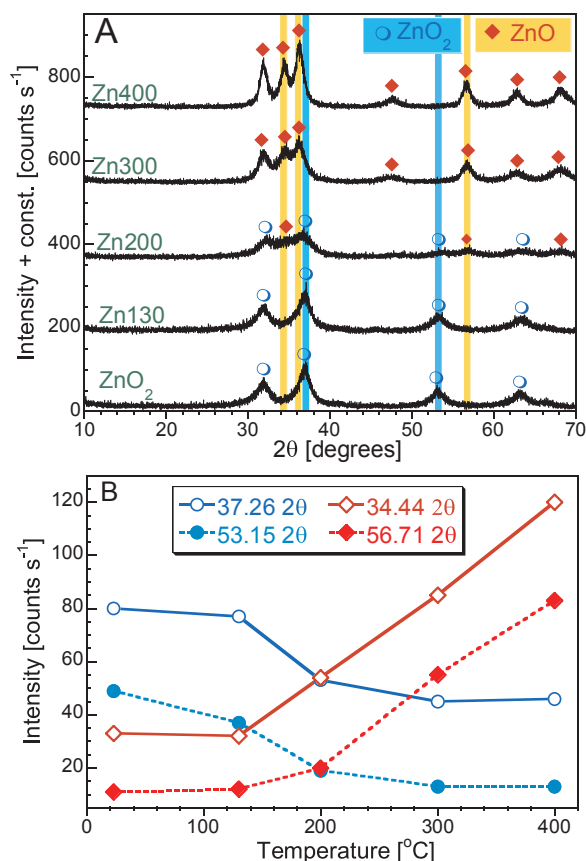 A
ZnO2
ZnO
Intensity + const. [counts s-1]
800
600
400
200
0
Zn400
Zn300
Zn200
Zn130
ZnO2
10 20 30 40 50 60 70
2θ [degrees]
B
37.26 2θ 34.44 2θ
53.15 2θ 56.71 2θ
Intensity [counts s-1]
120
100
80
60
40
20
0 100 200 300 400
Temperature [oC]